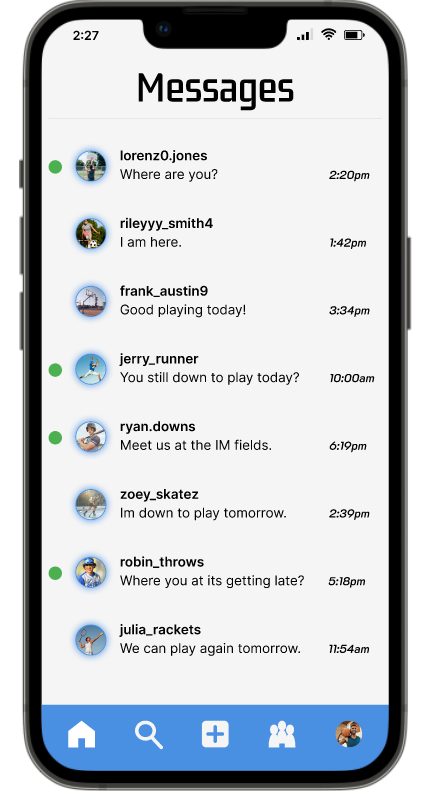 2:27
Messages
lorenz0.jones
Where are you?
2:20pm
rileyyy_smith4
I am here.
1:42pm
frank_austin9
Good playing today!
3:34pm
jerry_runner
You still down to play today?
10:00am
ryan.downs
Meet us at the IM fields.
6:19pm
zoey_skatez
Im down to play tomorrow.
2:39pm
robin_throws
Where you at its getting late?
5:18pm
julia_rackets
We can play again tomorrow.
11:54am